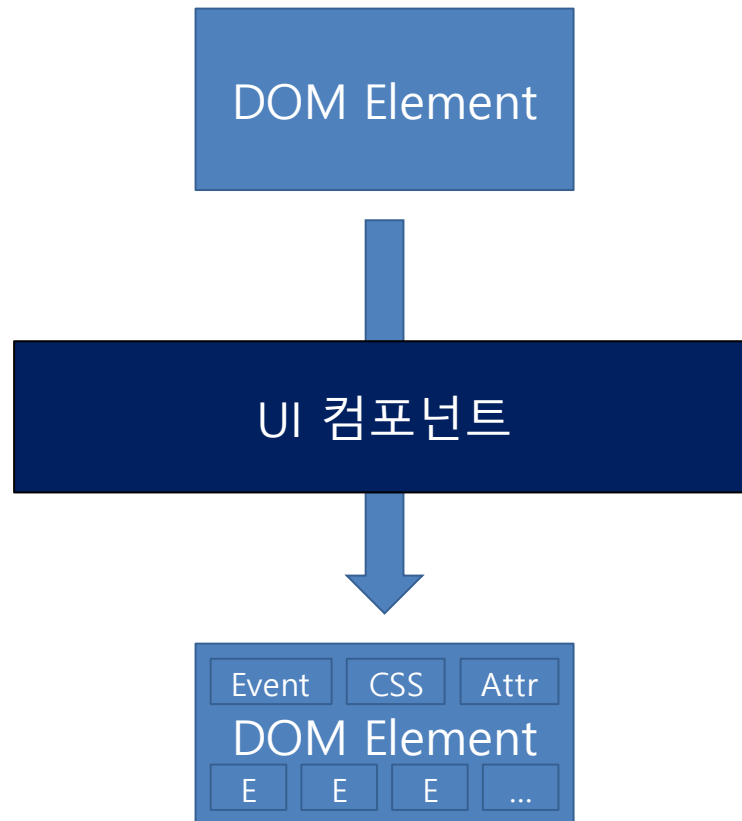 DOM Element
UI 컴포넌트
Event CSS Attr
DOM Element
E E E ...